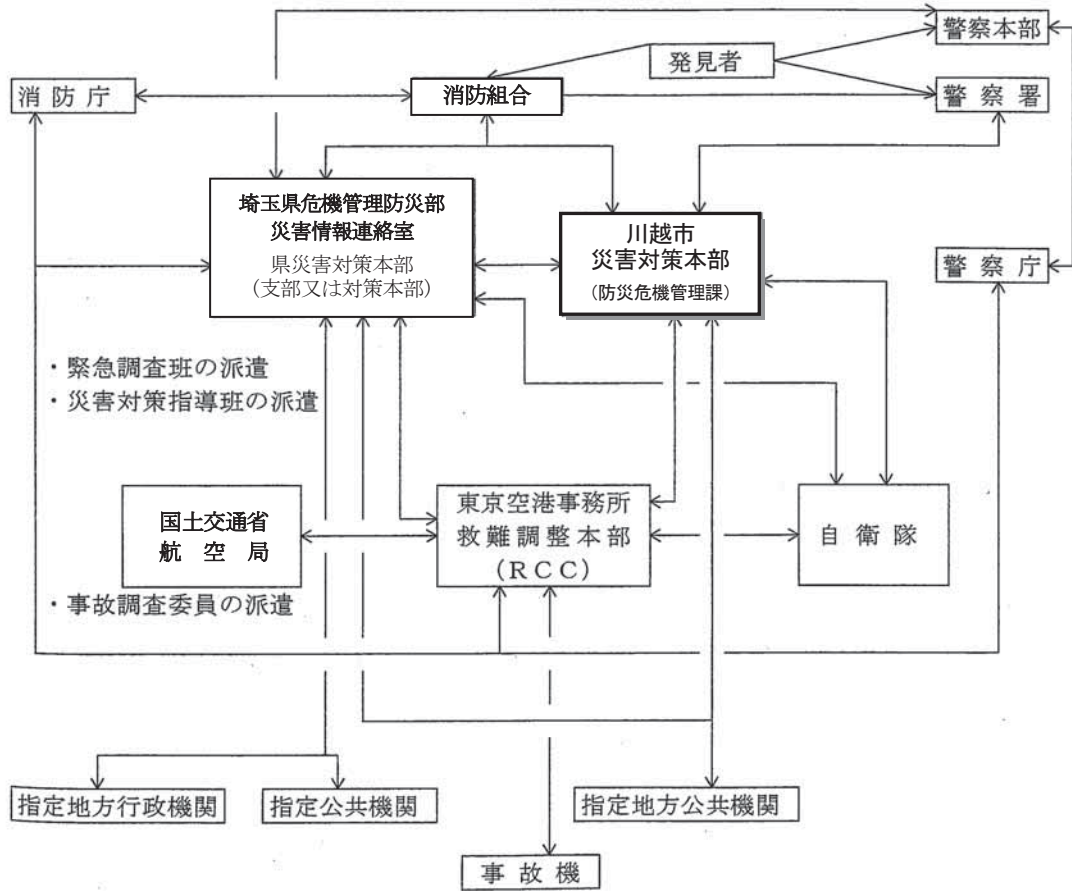 警察本部
発見者
消防庁
消防組合
警察署
埼玉県危機管理防災部
災害情報連絡室
県災害対策本部
（支部又は対策本部）
川越市
災害対策本部
（防災危機管理課）
警察庁
・緊急調査班の派遣
・災害対策指導班の派遣
国土交通省
航空局
東京空港事務所
救難調整本部
（ＲＣＣ）
自衛隊
・事故調査委員の派遣
指定地方行政機関
指定公共機関
指定地方公共機関
事故機